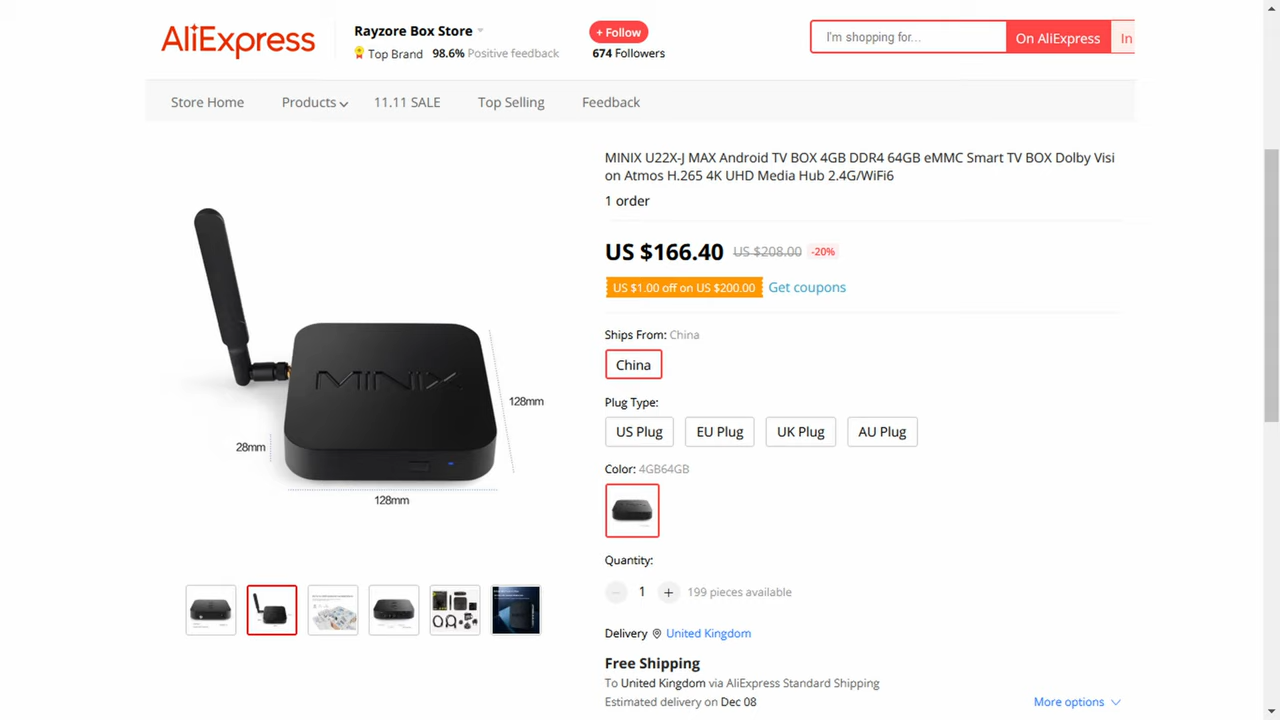 AliExpress
Rayzore Box Store
Top Brand 98.6% Positive feedback
+ Follow
674 Followers
I'm shopping for...
On AliExpress
In
Store Home
Products
11.11 SALE
Top Selling
Feedback
MINIX U22X-J MAX Android TV BOX 4GB DDR4 64GB eMMC Smart TV BOX Dolby Visi
on Atmos H.265 4K UHD Media Hub 2.4G/WiFi6
1 order
US $166.40 US $208.00 -20%
US $1.00 off on US $200.00 Get coupons
Ships From: China
China
Plug Type:
US Plug
EU Plug
UK Plug
AU Plug
Color: 4GB64GB
Quantity:
1
199 pieces available
Delivery United Kingdom
Free Shipping
To United Kingdom via AliExpress Standard Shipping
Estimated delivery on Dec 08
More options
MINIX
128mm
28mm
128mm